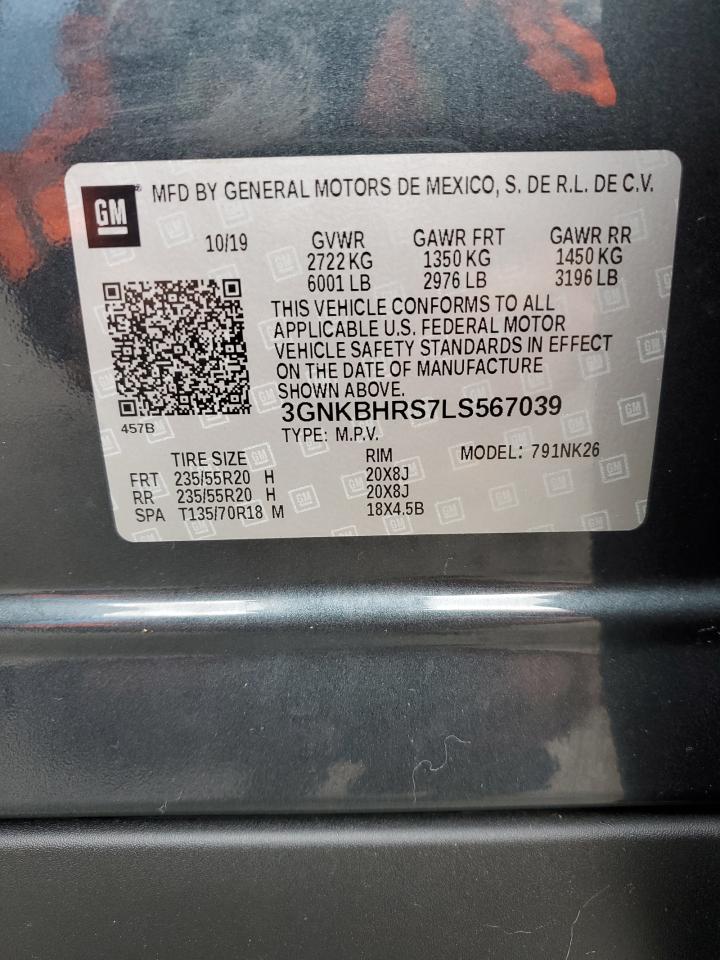 GM® MFD BY GENERAL MOTORS DE MEXICO, S. DE R.L. DE C.V.
10/19 GVWR GAWR FRT GAWR RR
2722 KG 1350 KG 1450 KG
6001 LB 2976 LB 3196 LB
THIS VEHICLE CONFORMS TO ALL
APPLICABLE U.S. FEDERAL MOTOR
VEHICLE SAFETY STANDARDS IN EFFECT
ON THE DATE OF MANUFACTURE
SHOWN ABOVE.
3GNKBHRS7LS567039
457B
TYPE: M.P.V.
TIRE SIZE RIM MODEL: 791NK26
FRT 235/55R20 H 20X8J
RR 235/55R20 H 20X8J
SPA T135/70R18 M 18X4.5B